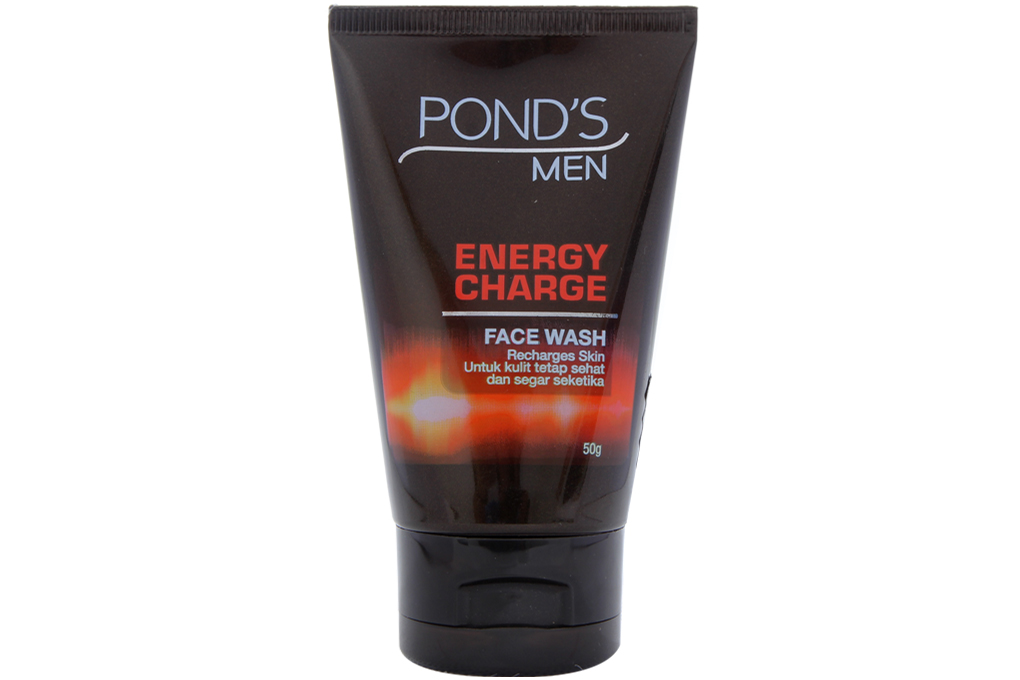 POND'S
MEN
ENERGY
CHARGE
FACE WASH
Recharges Skin
Untuk kulit tetap sehat
dan segar seketika
50g